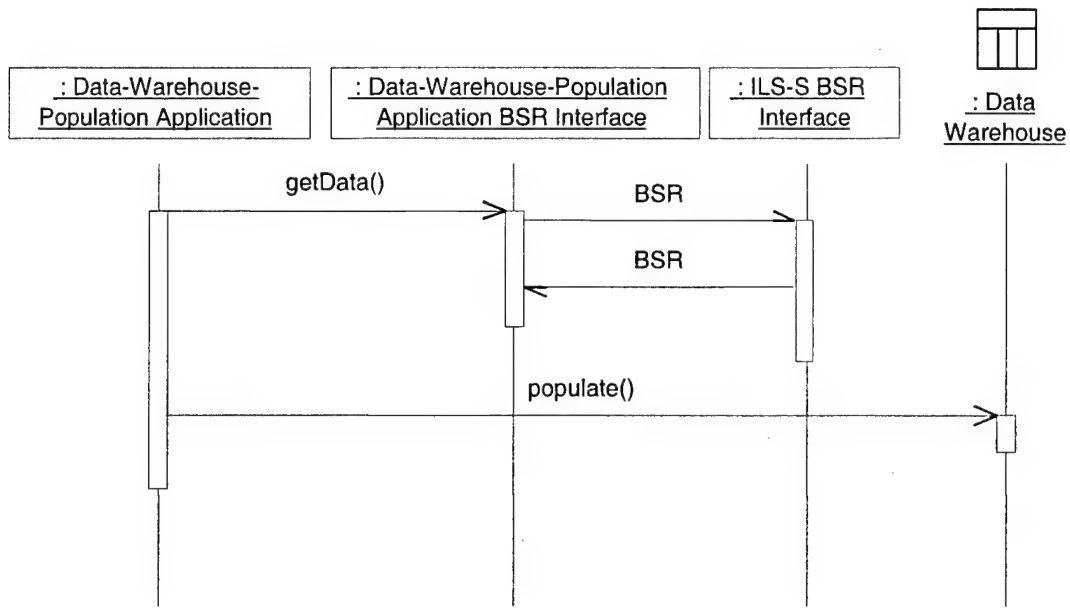 : Data-Warehouse-
Population Application
: Data-Warehouse-Population
Application BSR Interface
: ILS-S BSR
Interface
: Data
Warehouse
getData()
BSR
BSR
populate()